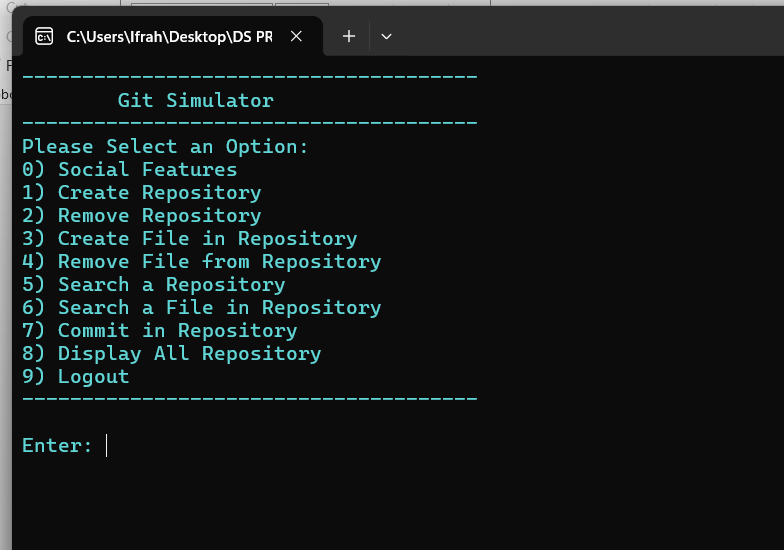 C:\Users\Ifrah\Desktop\DS PR
--------------------------------------
Git Simulator
--------------------------------------
Please Select an Option:
0) Social Features
1) Create Repository
2) Remove Repository
3) Create File in Repository
4) Remove File from Repository
5) Search a Repository
6) Search a File in Repository
7) Commit in Repository
8) Display All Repository
9) Logout
--------------------------------------
Enter: